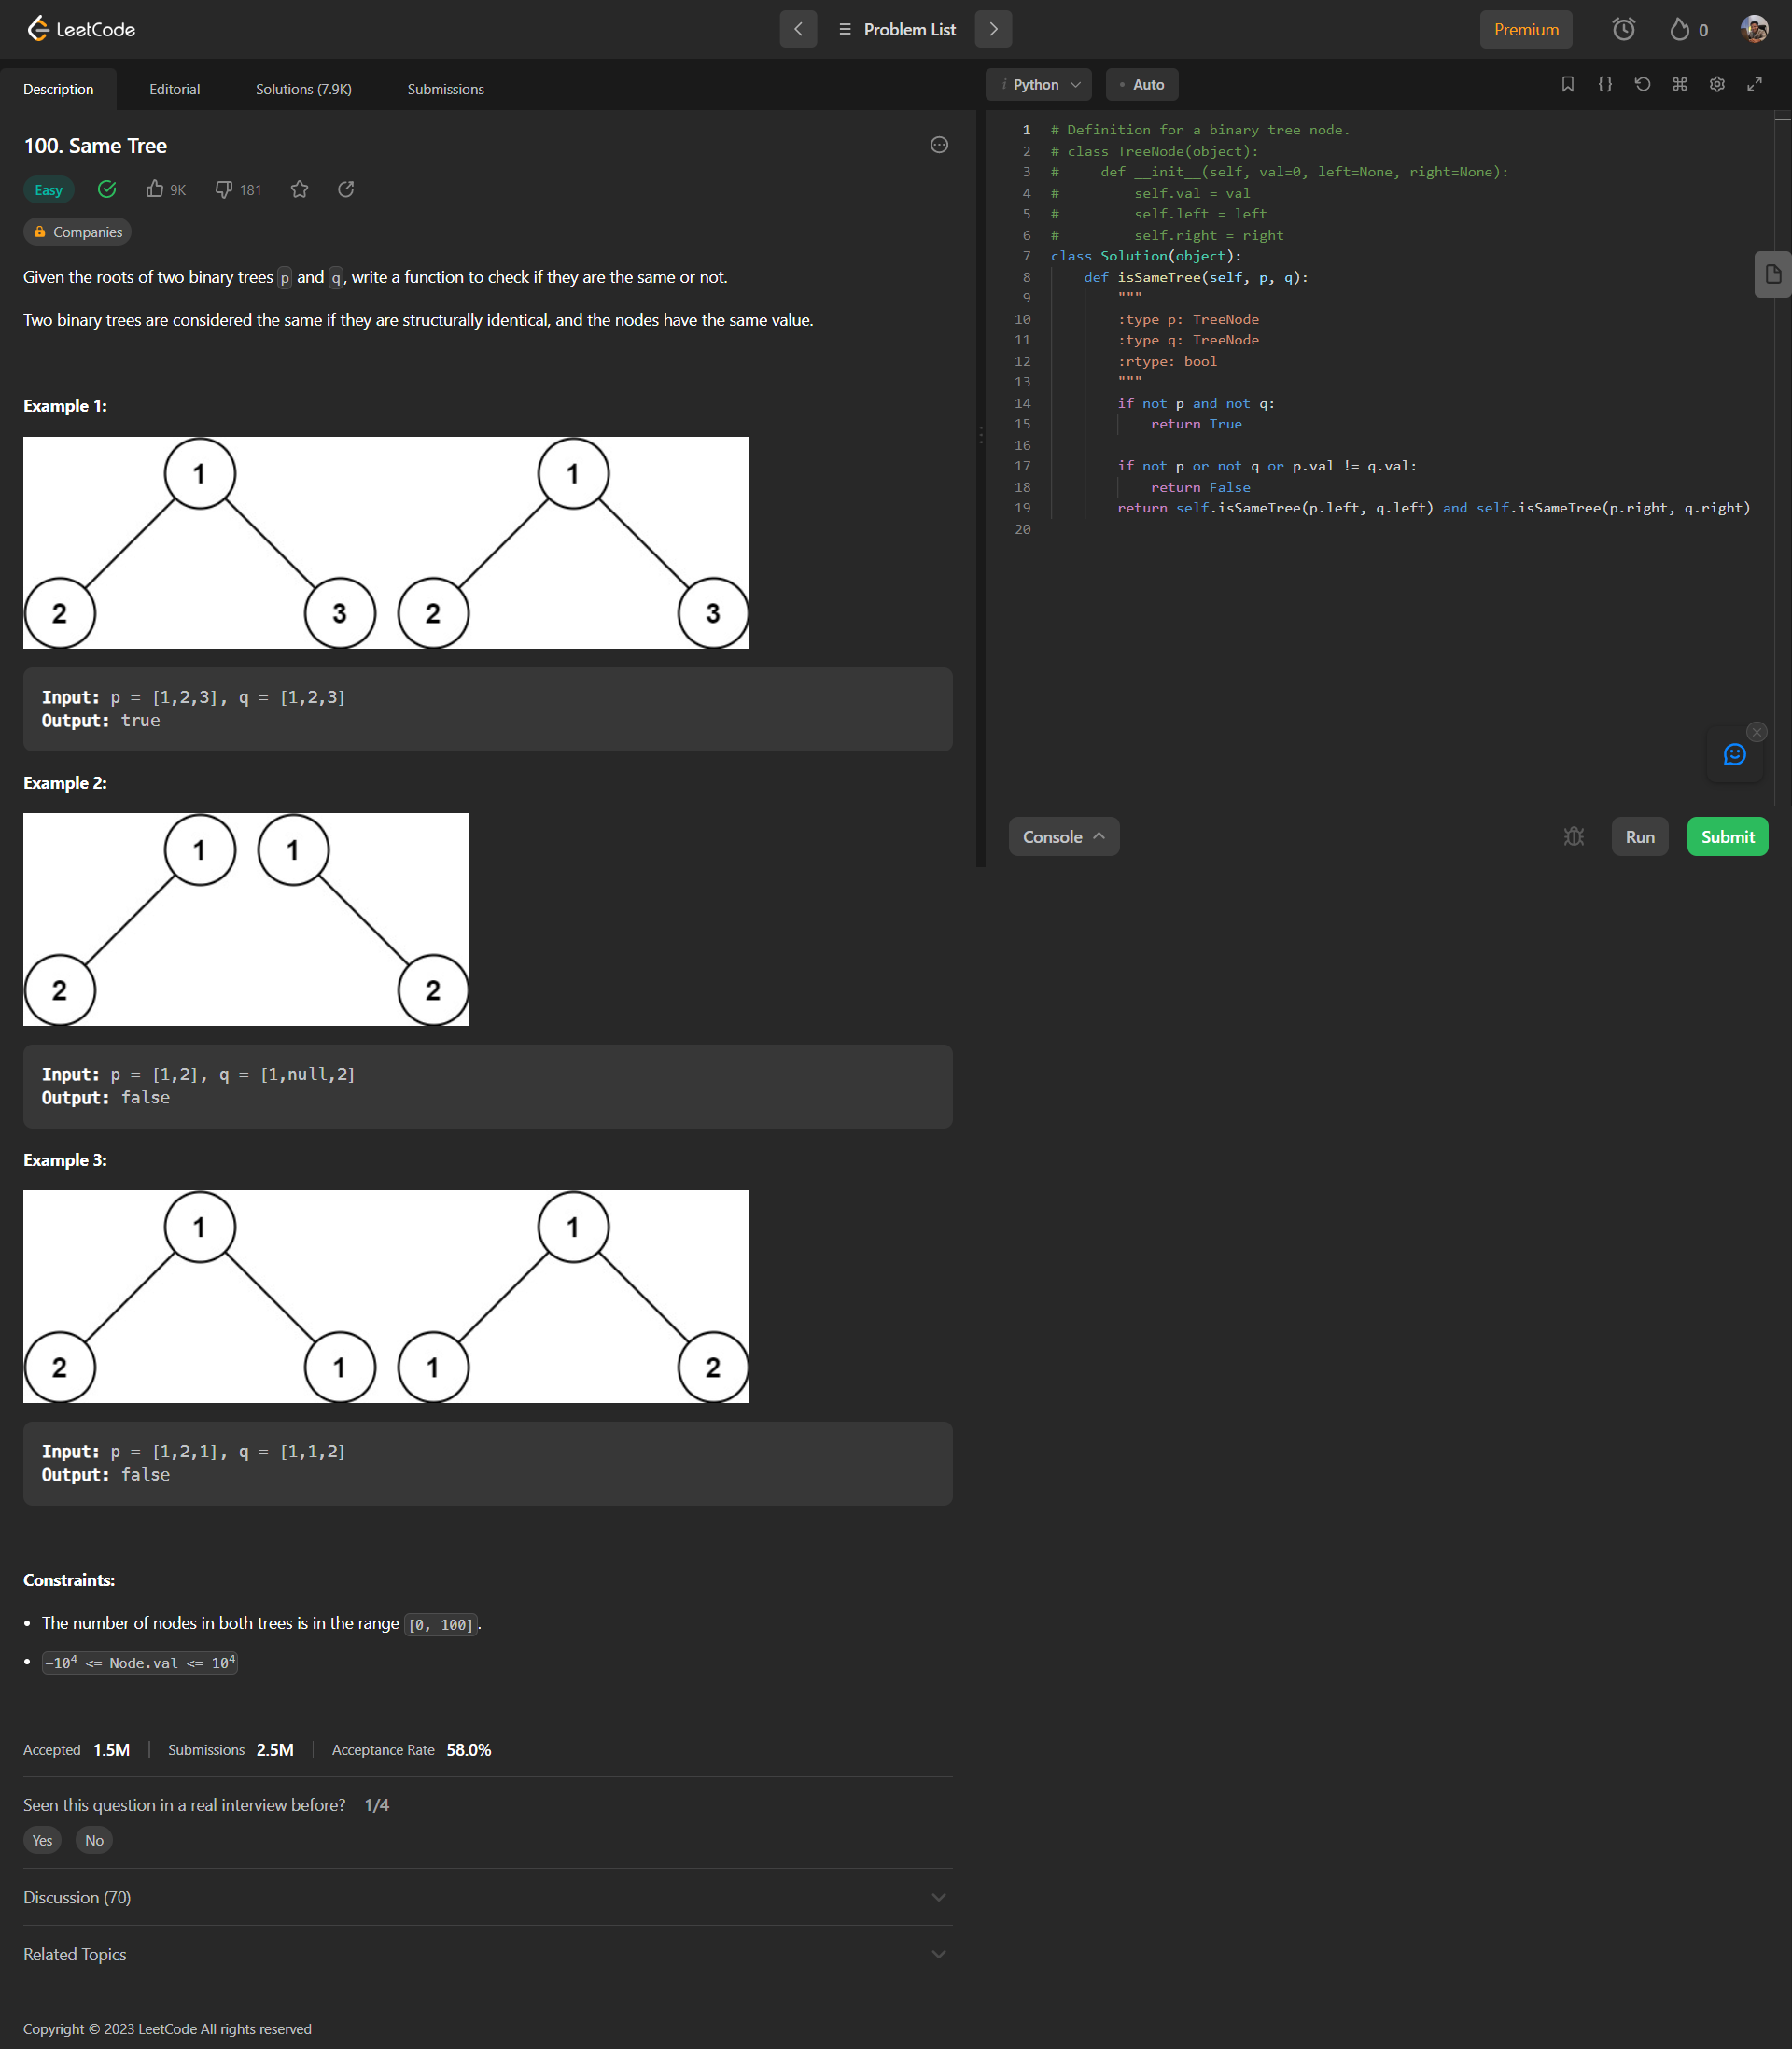 LeetCode
Problem List
Premium
0
Description
Editorial
Solutions (7.9K)
Submissions
100. Same Tree
Easy
9K
181
Companies
Given the roots of two binary trees p and q, write a function to check if they are the same or not.
Two binary trees are considered the same if they are structurally identical, and the nodes have the same value.
Example 1:
1
1
2
3
2
3
Input: p = [1,2,3], q = [1,2,3]
Output: true
Example 2:
1
1
2
2
Input: p = [1,2], q = [1,null,2]
Output: false
Example 3:
1
1
2
1
1
2
Input: p = [1,2,1], q = [1,1,2]
Output: false
Constraints:
• The number of nodes in both trees is in the range [0, 100].
• -10⁴ <= Node.val <= 10⁴
Accepted 1.5M
Submissions 2.5M
Acceptance Rate 58.0%
Seen this question in a real interview before? 1/4
Yes
No
Discussion (70)
Related Topics
Copyright © 2023 LeetCode All rights reserved
i Python
Auto
1 # Definition for a binary tree node.
2 # class TreeNode(object):
3 #     def __init__(self, val=0, left=None, right=None):
4 #         self.val = val
5 #         self.left = left
6 #         self.right = right
7 class Solution(object):
8     def isSameTree(self, p, q):
9         """
10         :type p: TreeNode
11         :type q: TreeNode
12         :rtype: bool
13         """
14         if not p and not q:
15             return True
16
17         if not p or not q or p.val != q.val:
18             return False
19         return self.isSameTree(p.left, q.left) and self.isSameTree(p.right, q.right)
20
Console
Run
Submit